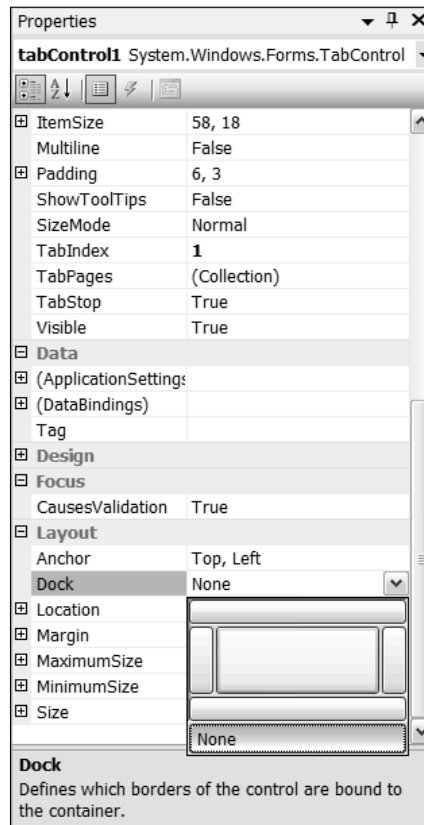 Properties
tabControl1 System.Windows.Forms.TabControl
ItemSize 58, 18
Multiline False
Padding 6, 3
ShowToolTips False
SizeMode Normal
TabIndex 1
TabPages (Collection)
TabStop True
Visible True
Data
(ApplicationSettings
(DataBindings)
Tag
Design
Focus
CausesValidation True
Layout
Anchor Top, Left
Dock None
Location
Margin
MaximumSize
MinimumSize
Size
None
Dock
Defines which borders of the control are bound to
the container.